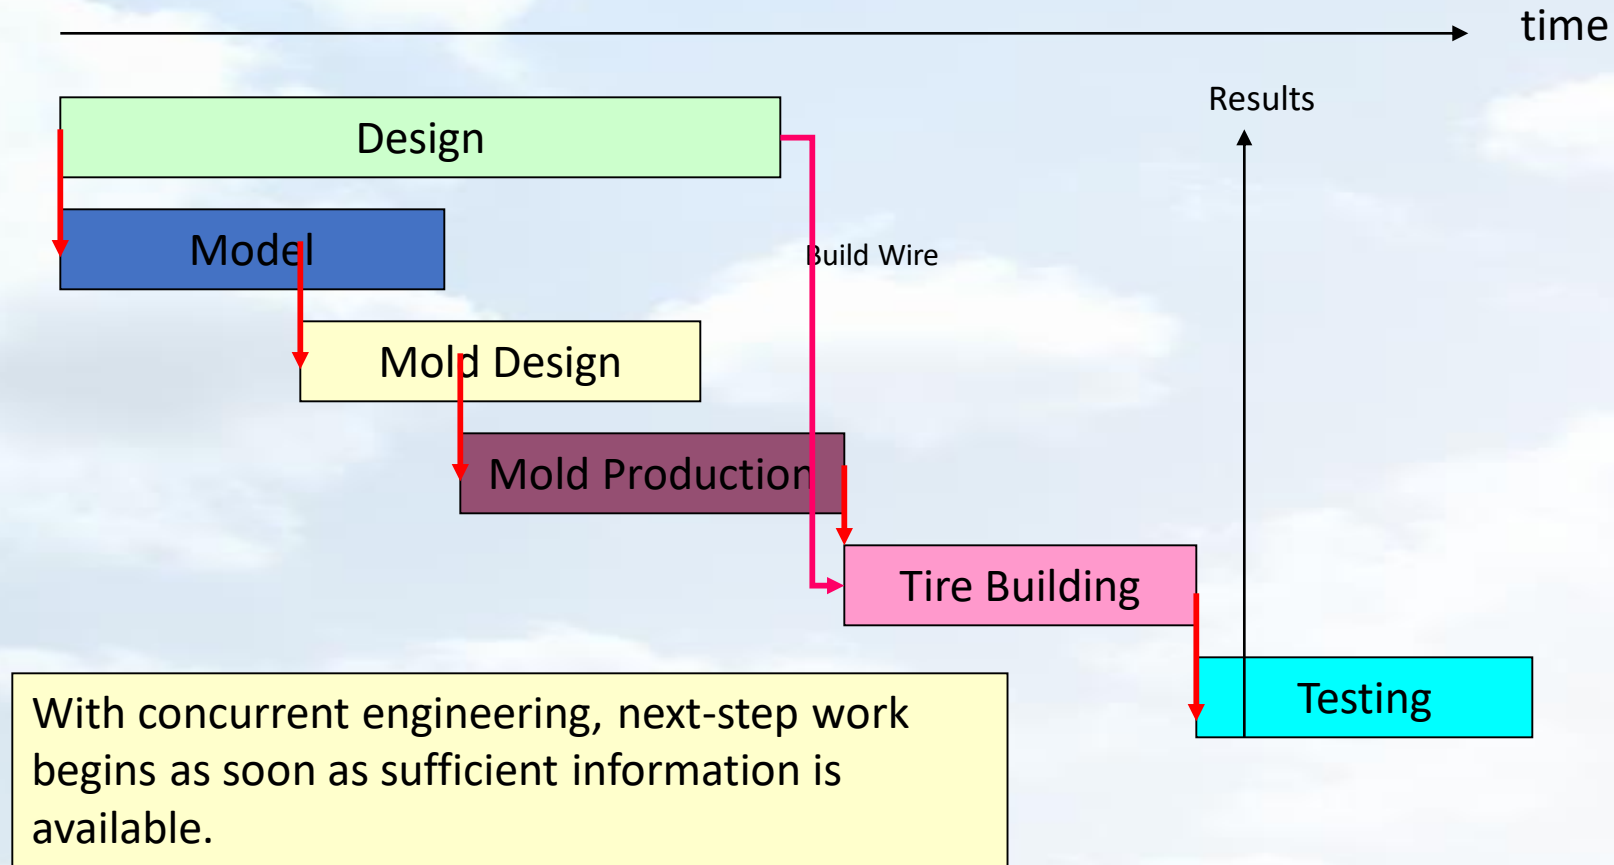 time
Results
Design
Model
Build Wire
Mold Design
Mold Production
Tire Building
Testing
With concurrent engineering, next-step work
begins as soon as sufficient information is
available.